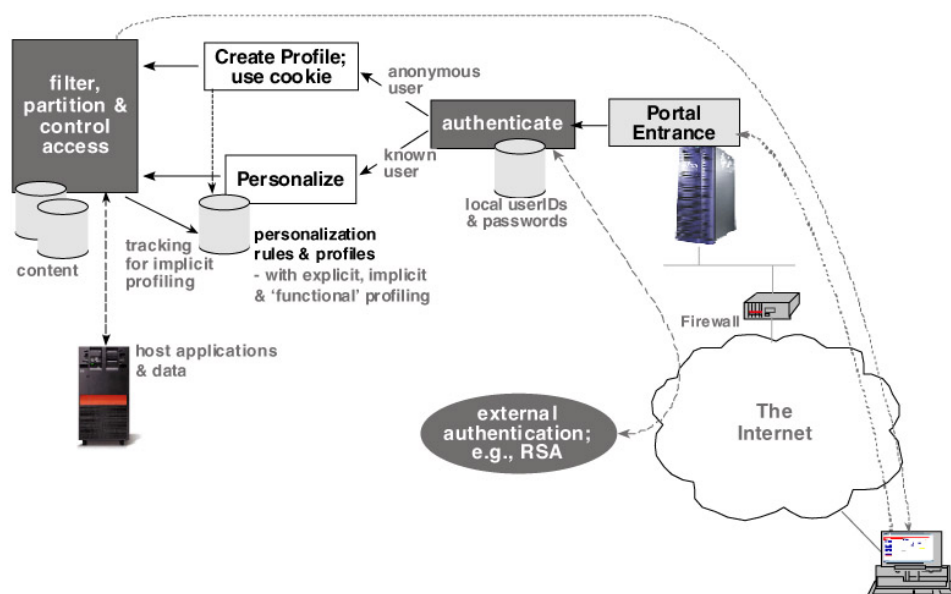 filter,
partition &
control
access
Create Profile;
use cookie
anonymous
user
authenticate
Portal
Entrance
Personalize
known
user
local userIDs
& passwords
content
tracking
for implicit
profiling
personalization
rules & profiles
- with explicit, implicit
& ‘functional’ profiling
Firewall
host applications
& data
external
authentication;
e.g., RSA
The
Internet